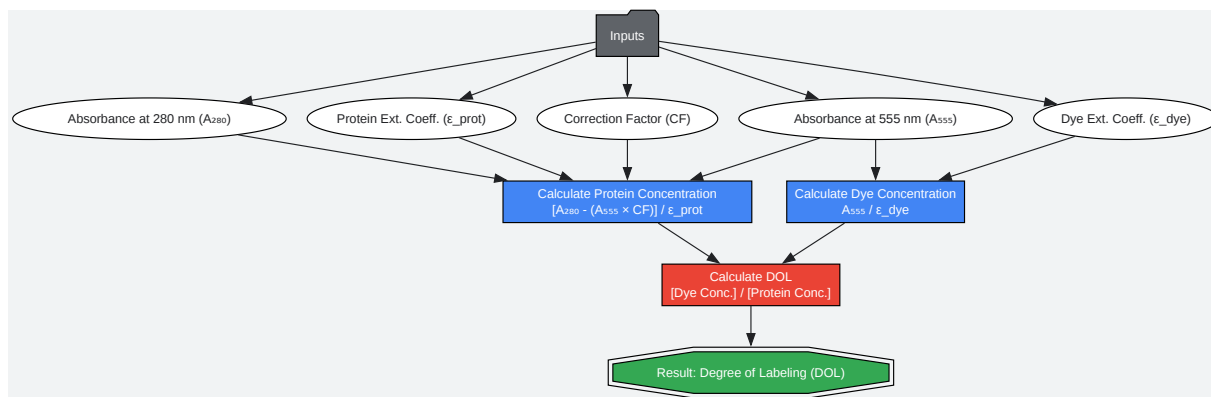 Inputs
Absorbance at 280 nm (A₂₈₀)
Protein Ext. Coeff. (ε_prot)
Correction Factor (CF)
Absorbance at 555 nm (A₅₅₅)
Dye Ext. Coeff. (ε_dye)
Calculate Protein Concentration
[A₂₈₀ - (A₅₅₅ × CF)] / ε_prot
Calculate Dye Concentration
A₅₅₅ / ε_dye
Calculate DOL
[Dye Conc.] / [Protein Conc.]
Result: Degree of Labeling (DOL)